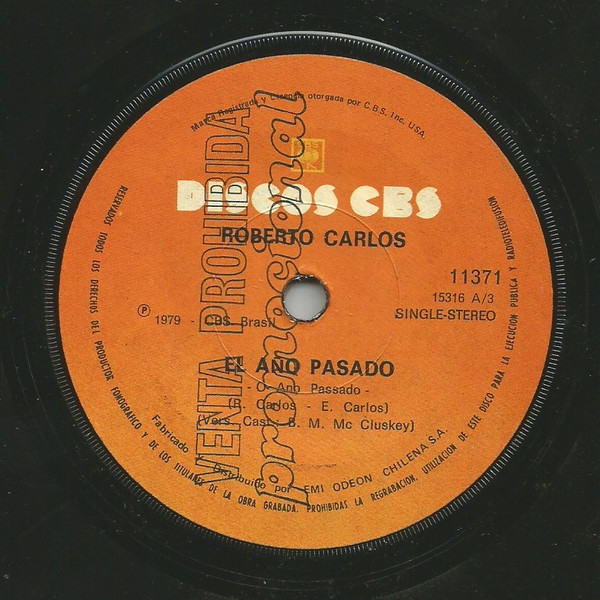 Marca Registrada y Licencia otorgada por C.B.S. Inc. USA.
DISCOS CBS
ROBERTO CARLOS
11371
15316 A/3
SINGLE-STEREO
Ⓟ 1979 - CBS Brasil
EL AÑO PASADO
- O Ano Passado -
(R. Carlos - E. Carlos)
(Vers. Cast.: B. M. Mc Cluskey)
Fabricado y Distribuido por EMI ODEON CHILENA S.A.
RESERVADOS TODOS LOS DERECHOS DEL PRODUCTOR FONOGRAFICO Y DE LOS TITULARES DE LA OBRA GRABADA. PROHIBIDAS LA REGRABACION, UTILIZACION DE ESTE DISCO PARA LA EJECUCION PUBLICA Y RADIOTELEDIFUSION
VENTA PROHIBIDA
promocional